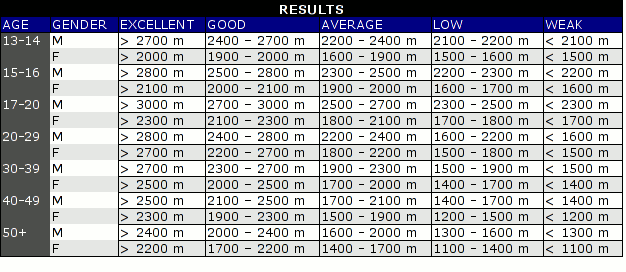 RESULTS
AGE GENDER EXCELLENT GOOD AVERAGE LOW WEAK
13-14 M > 2700 m 2400 - 2700 m 2200 - 2400 m 2100 - 2200 m < 2100 m
F > 2000 m 1900 - 2000 m 1600 - 1900 m 1500 - 1600 m < 1500 m
15-16 M > 2800 m 2500 - 2800 m 2300 - 2500 m 2200 - 2300 m < 2200 m
F > 2100 m 2000 - 2100 m 1900 - 2000 m 1600 - 1700 m < 1600 m
17-20 M > 3000 m 2700 - 3000 m 2500 - 2700 m 2300 - 2500 m < 2300 m
F > 2300 m 2100 - 2300 m 1800 - 2100 m 1700 - 1800 m < 1700 m
20-29 M > 2800 m 2400 - 2800 m 2200 - 2400 m 1600 - 2200 m < 1600 m
F > 2700 m 2200 - 2700 m 1800 - 2200 m 1500 - 1800 m < 1500 m
30-39 M > 2700 m 2300 - 2700 m 1900 - 2300 m 1500 - 1900 m < 1500 m
F > 2500 m 2000 - 2500 m 1700 - 2000 m 1400 - 1700 m < 1400 m
40-49 M > 2500 m 2100 - 2500 m 1700 - 2100 m 1400 - 1700 m < 1400 m
F > 2300 m 1900 - 2300 m 1500 - 1900 m 1200 - 1500 m < 1200 m
50+ M > 2400 m 2000 - 2400 m 1600 - 2000 m 1300 - 1600 m < 1300 m
F > 2200 m 1700 - 2200 m 1400 - 1700 m 1100 - 1400 m < 1100 m